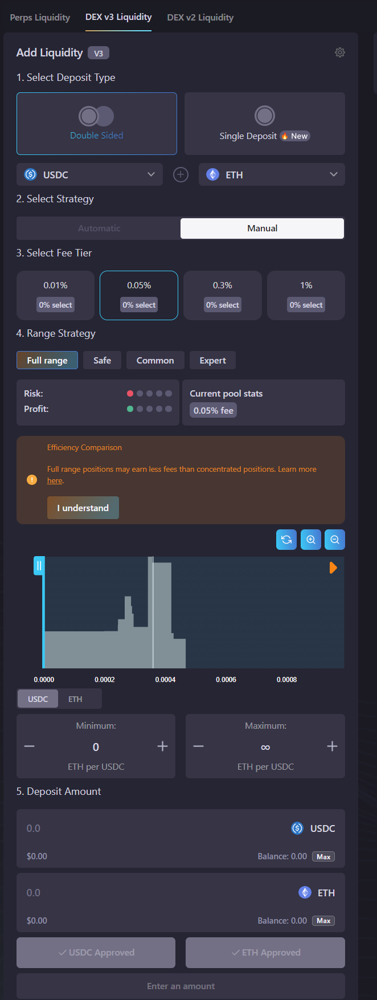 Perps Liquidity DEX v3 Liquidity DEX v2 Liquidity
Add Liquidity V3
1. Select Deposit Type
Double Sided
Single Deposit 🔥 New
USDC
ETH
2. Select Strategy
Automatic Manual
3. Select Fee Tier
0.01% 0.05% 0.3% 1%
0% select 0% select 0% select 0% select
4. Range Strategy
Full range Safe Common Expert
Risk:
Profit:
Current pool stats
0.05% fee
Efficiency Comparison
Full range positions may earn less fees than concentrated positions. Learn more
here.
I understand
0.0000 0.0002 0.0004 0.0006 0.0008
USDC ETH
Minimum:
0
ETH per USDC
Maximum:
∞
ETH per USDC
5. Deposit Amount
0.0 USDC
$0.00 Balance: 0.00 Max
0.0 ETH
$0.00 Balance: 0.00 Max
USDC Approved ETH Approved
Enter an amount